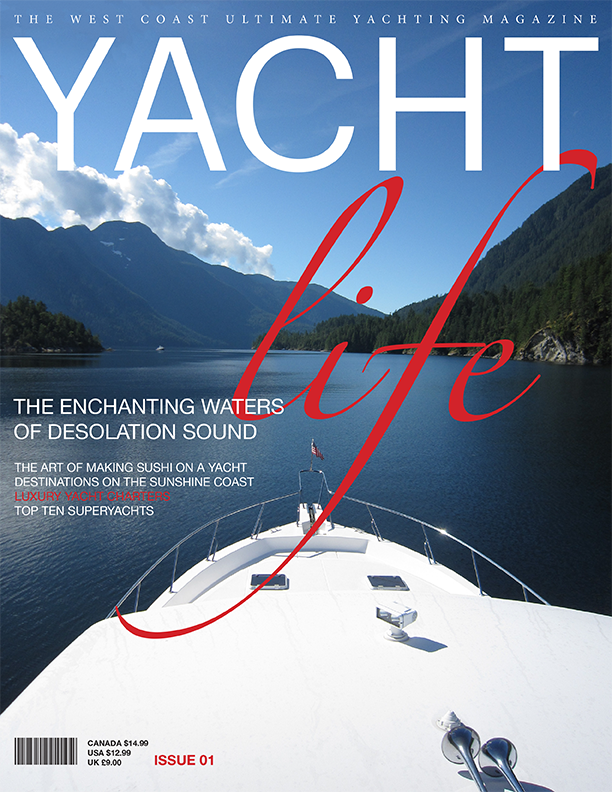 THE WEST COAST ULTIMATE YACHTING MAGAZINE
YACHT
life
THE ENCHANTING WATERS
OF DESOLATION SOUND
THE ART OF MAKING SUSHI ON A YACHT
DESTINATIONS ON THE SUNSHINE COAST
LUXURY YACHT CHARTERS
TOP TEN SUPERYACHTS
CANADA $14.99
USA $12.99
UK £9.00
ISSUE 01